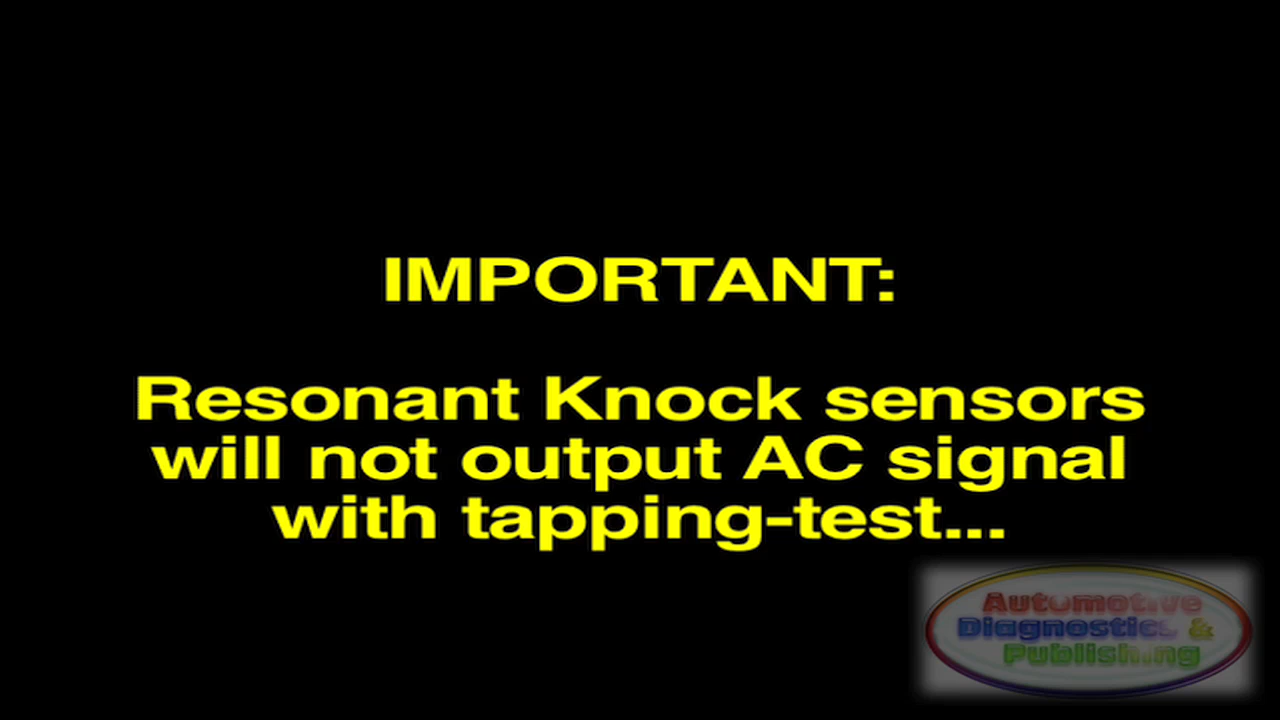 IMPORTANT:
Resonant Knock sensors
will not output AC signal
with tapping-test...
Automotive
Diagnostics &
Publishing